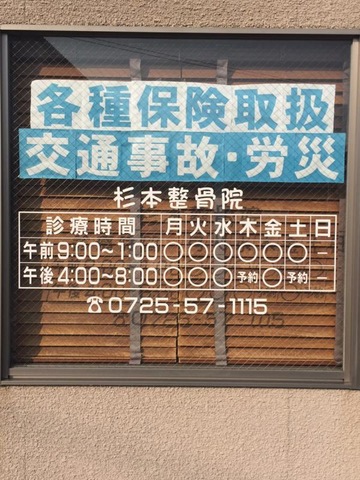 各種保険取扱
交通事故・労災
杉本整骨院
診療時間 月 火 水 木 金 土 日
午前 9:00〜1:00 ○ ○ ○ ○ ○ ○ ー
午後 4:00〜8:00 ○ ○ ○ 予約 ○ 予約 ー
☎0725-57-1115